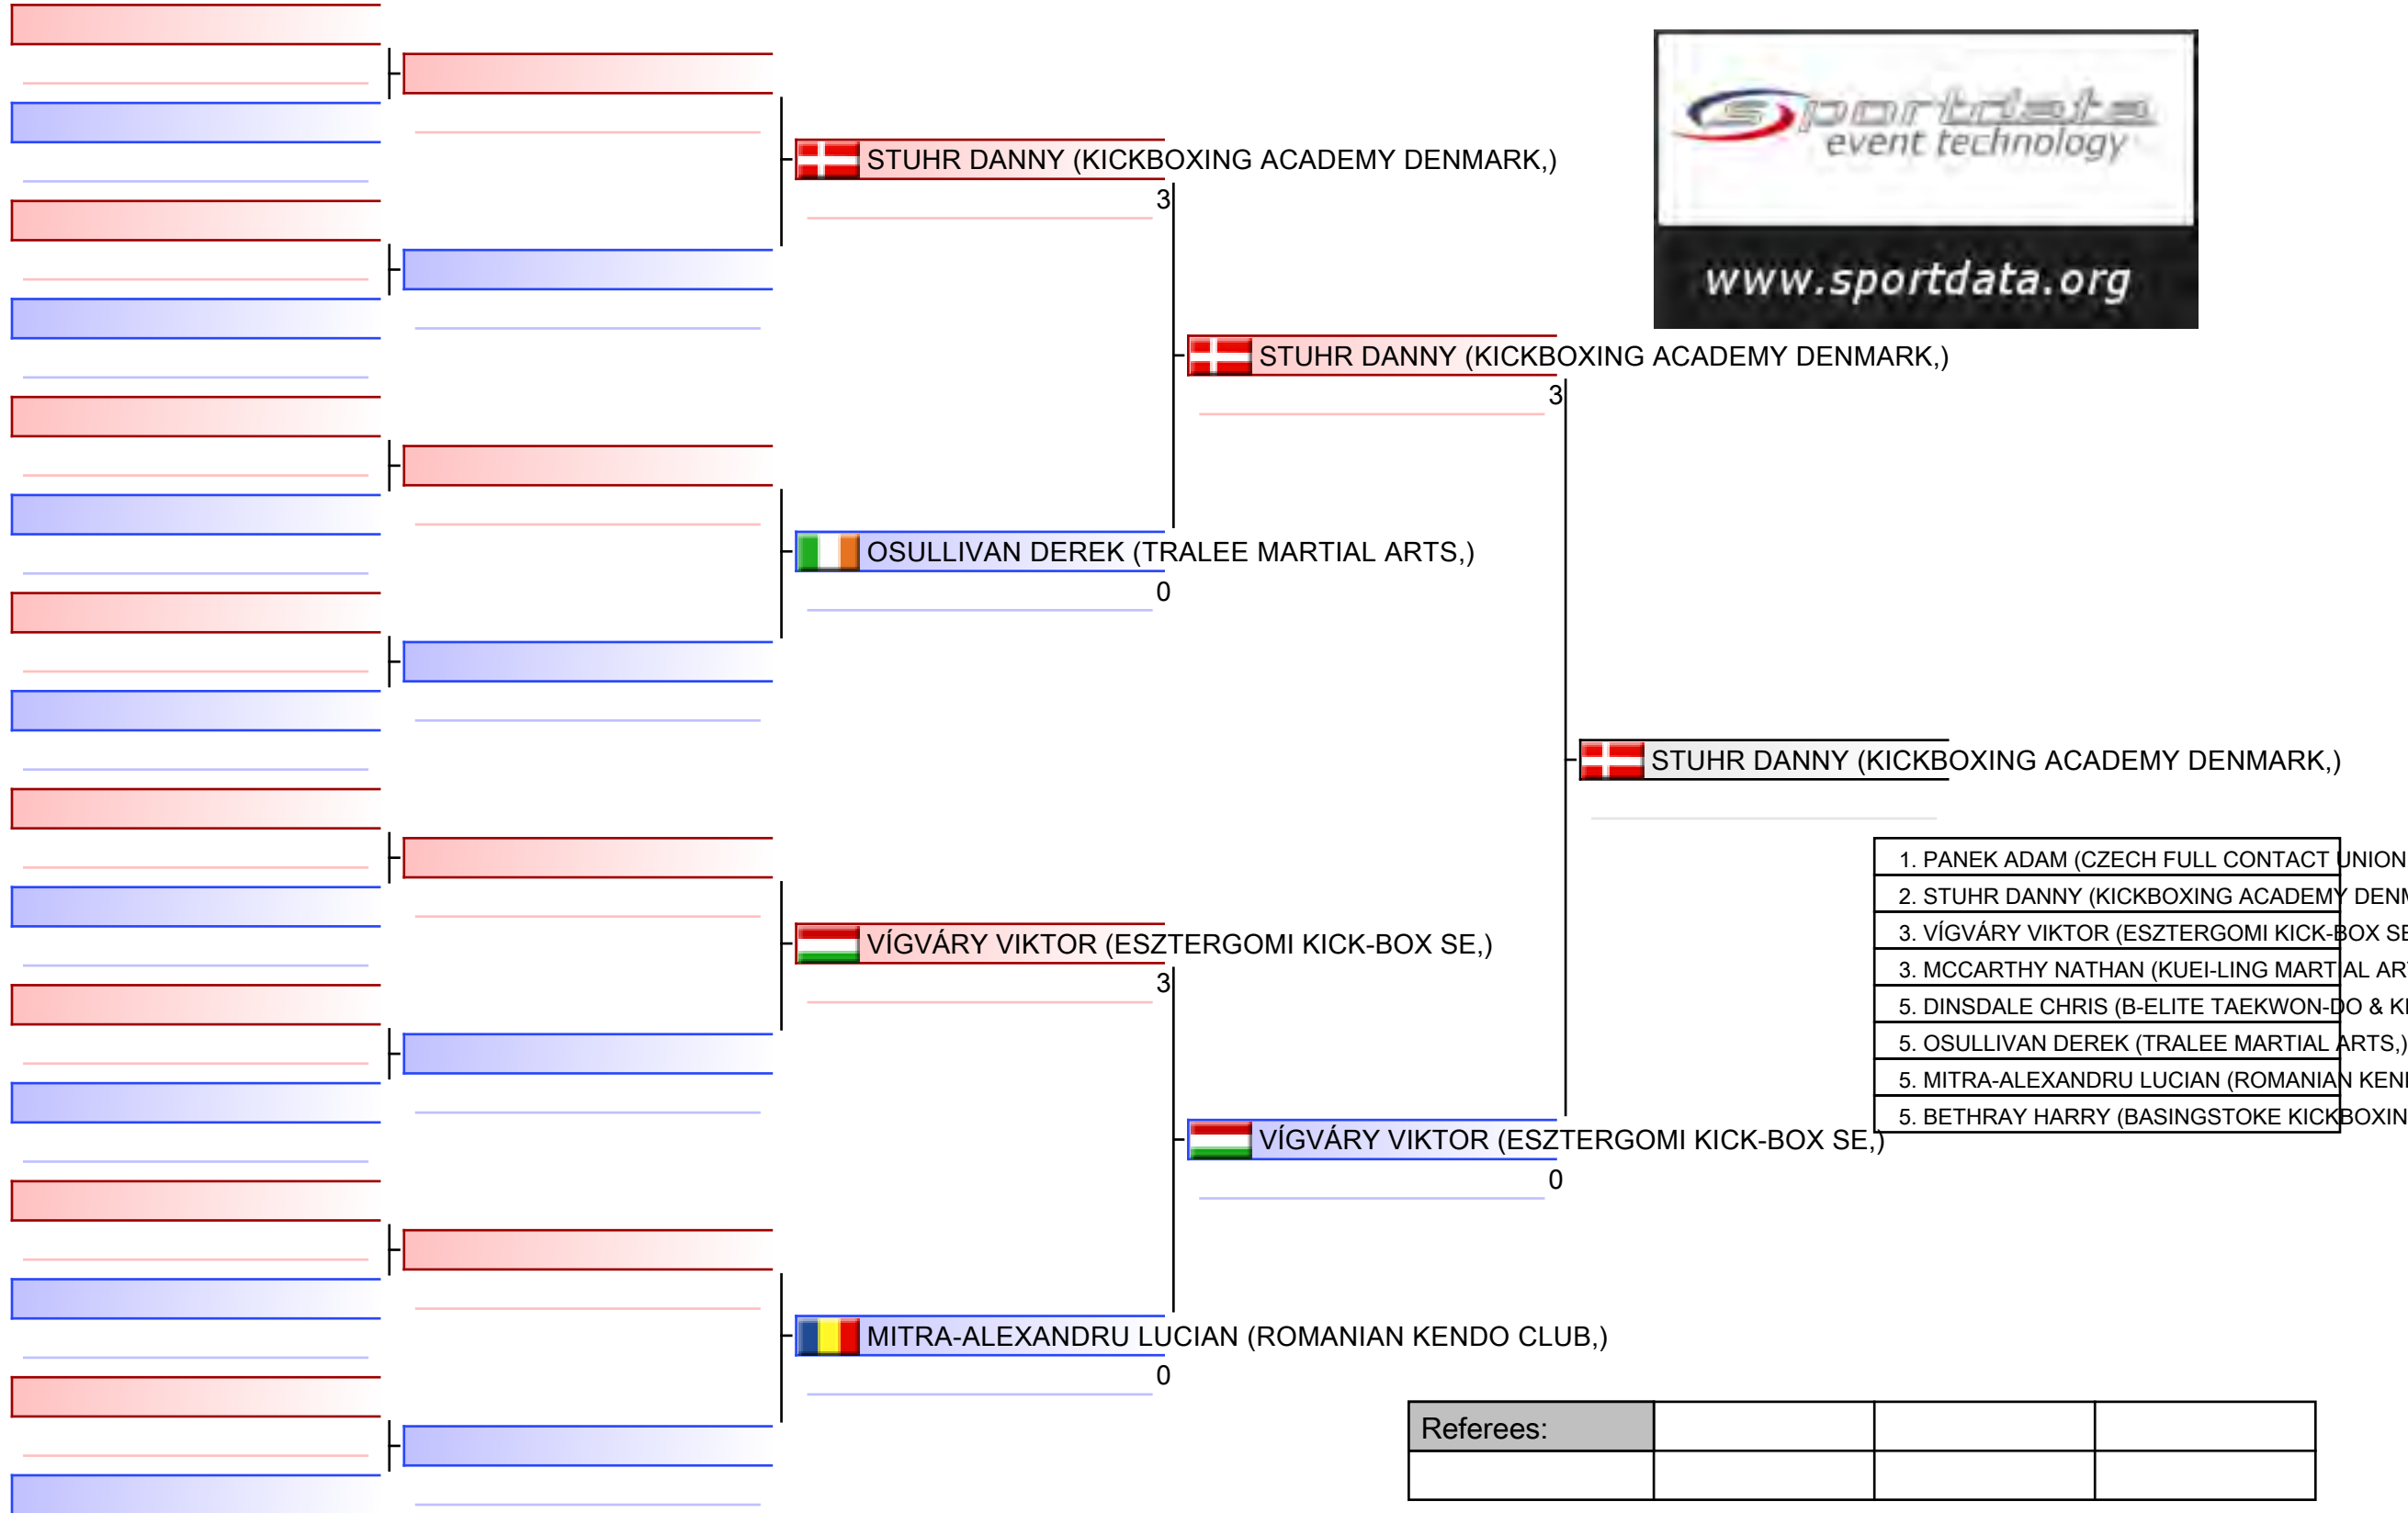 sportdata
event technology
www.sportdata.org
STUHR DANNY (KICKBOXING ACADEMY DENMARK,)
3
STUHR DANNY (KICKBOXING ACADEMY DENMARK,)
3
OSULLIVAN DEREK (TRALEE MARTIAL ARTS,)
0
STUHR DANNY (KICKBOXING ACADEMY DENMARK,)
1. PANEK ADAM (CZECH FULL CONTACT UNION
2. STUHR DANNY (KICKBOXING ACADEMY DENM
3. VÍGVÁRY VIKTOR (ESZTERGOMI KICK-BOX SE
3. MCCARTHY NATHAN (KUEI-LING MARTIAL AR
5. DINSDALE CHRIS (B-ELITE TAEKWON-DO & KI
5. OSULLIVAN DEREK (TRALEE MARTIAL ARTS,)
5. MITRA-ALEXANDRU LUCIAN (ROMANIAN KEN
5. BETHRAY HARRY (BASINGSTOKE KICKBOXIN
VÍGVÁRY VIKTOR (ESZTERGOMI KICK-BOX SE,)
3
VÍGVÁRY VIKTOR (ESZTERGOMI KICK-BOX SE,)
0
MITRA-ALEXANDRU LUCIAN (ROMANIAN KENDO CLUB,)
0
Referees: